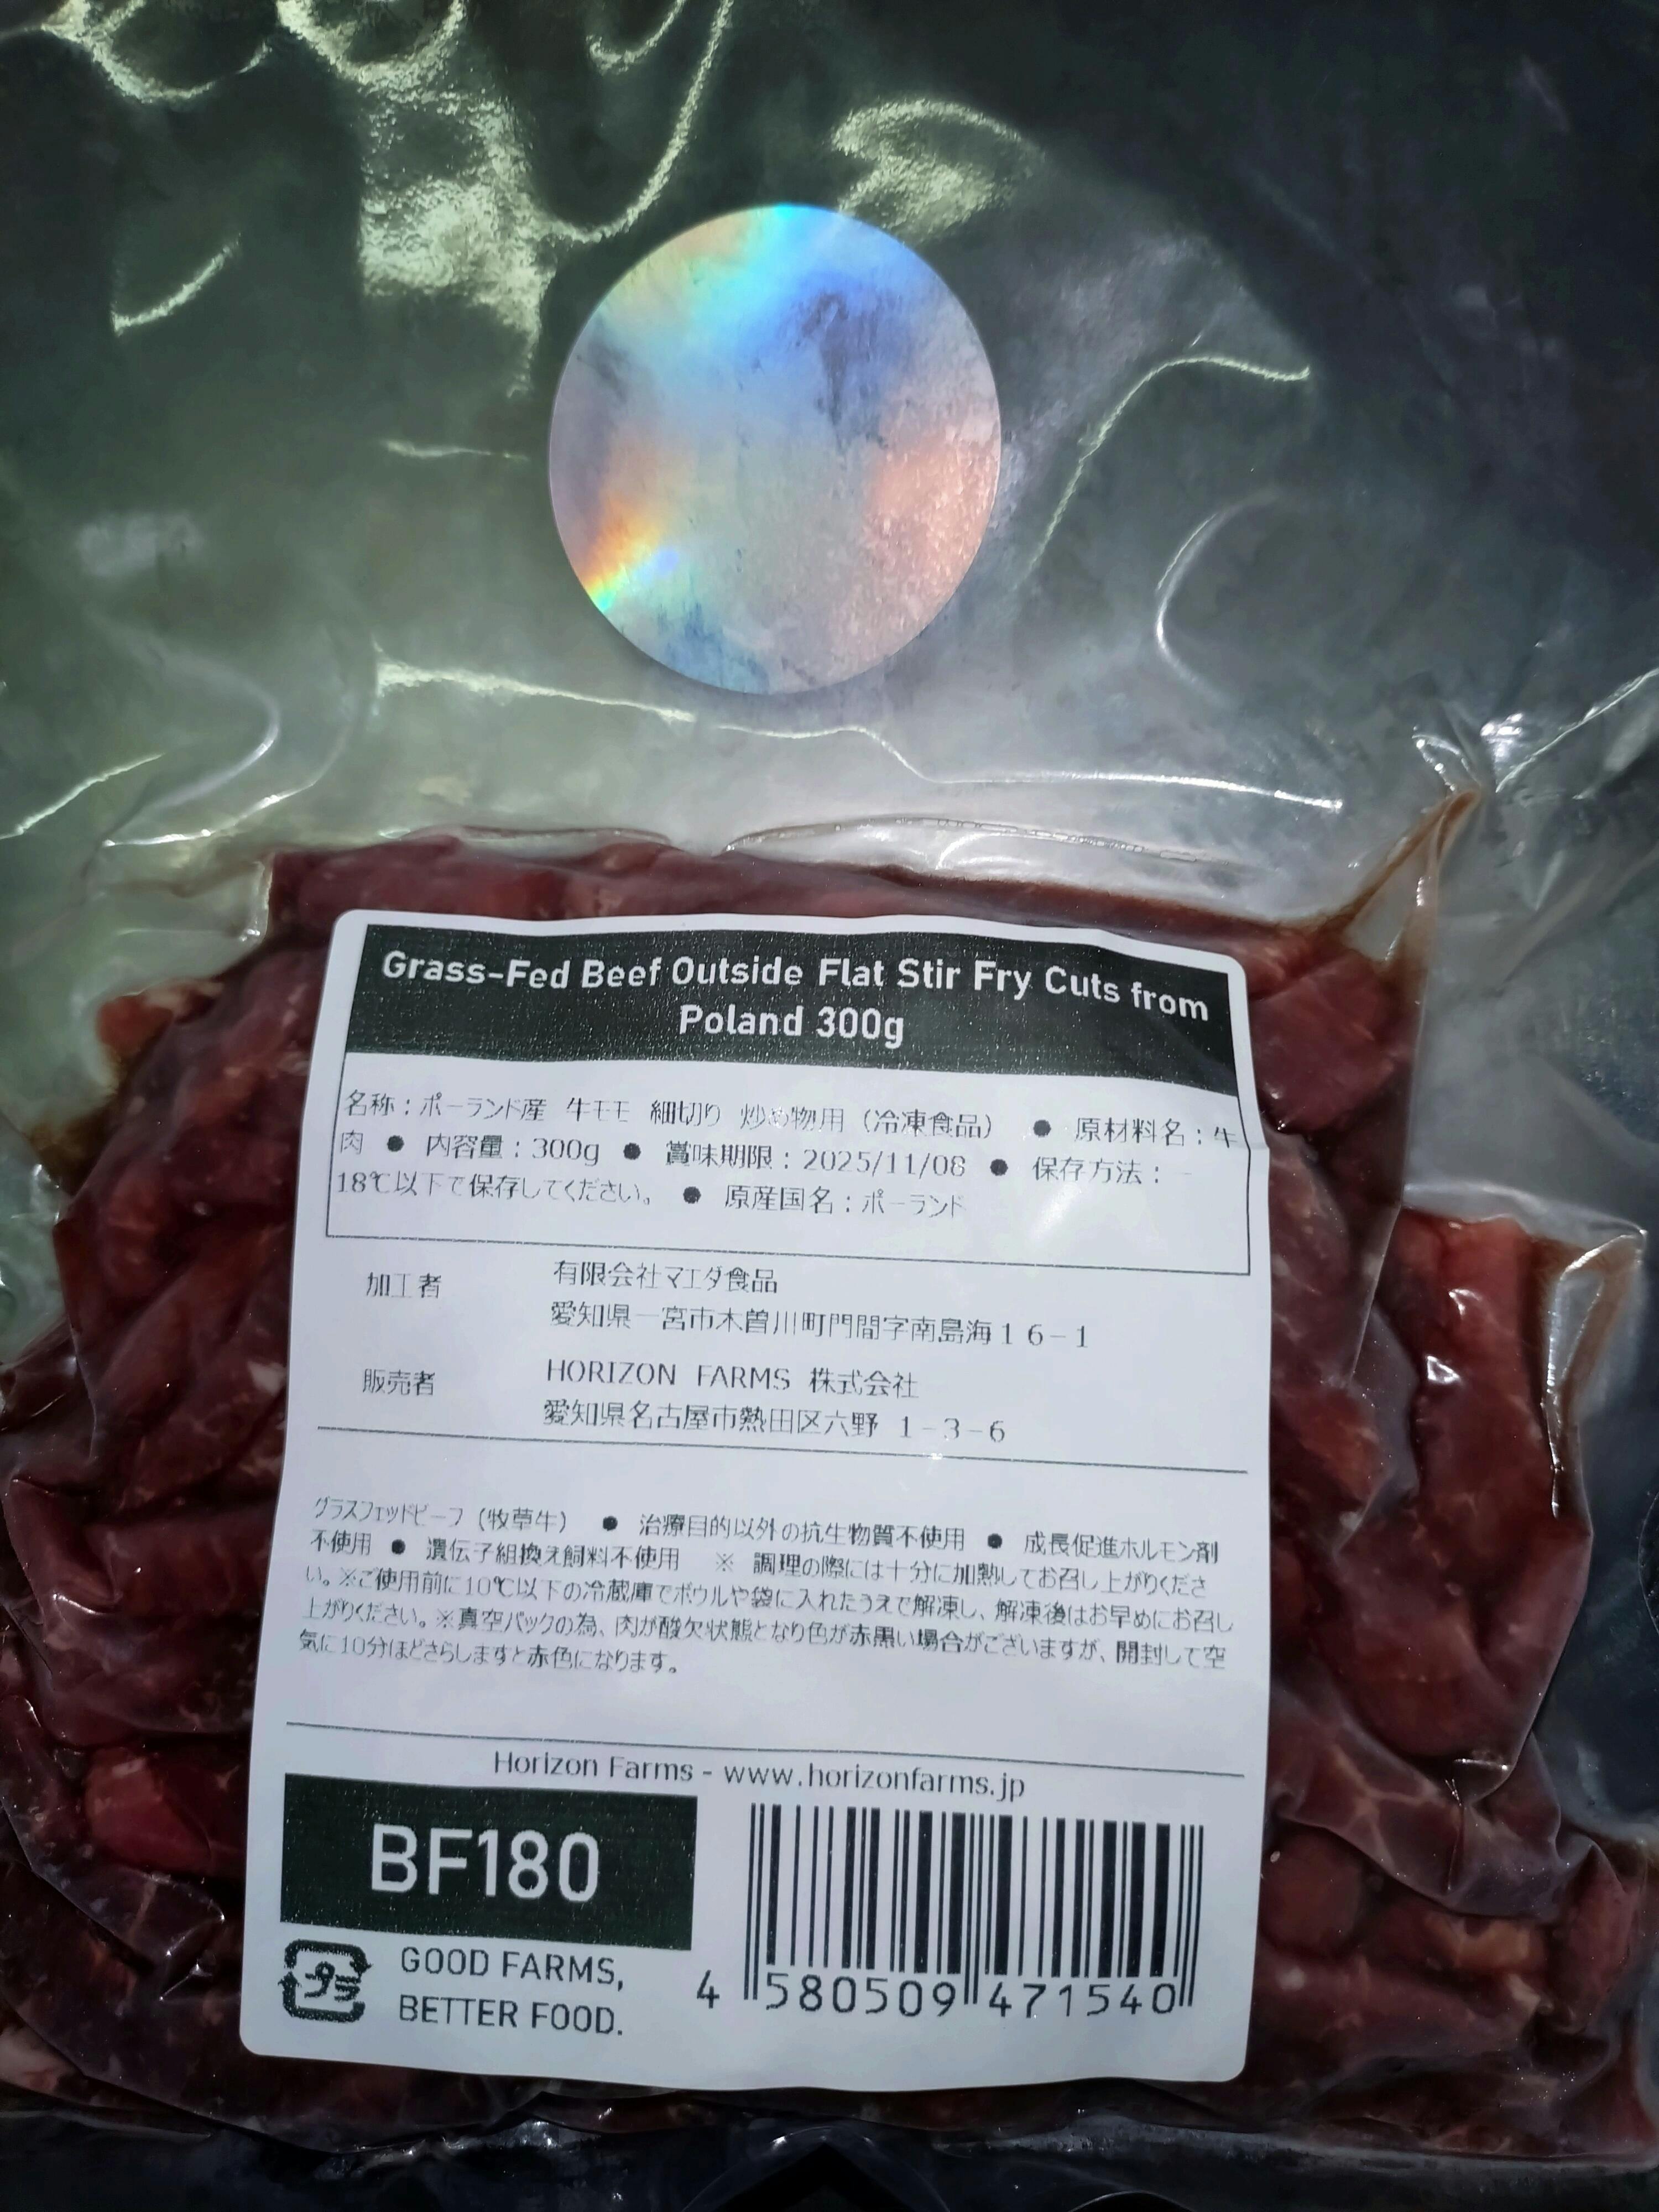 Grass-Fed Beef Outside Flat Stir Fry Cuts from
Poland 300g
名称：ポーランド産 牛モモ 細切り 炒め物用（冷凍食品） ● 原材料名：牛
肉 ● 内容量：300g ● 賞味期限：2025/11/08 ● 保存方法：-
18℃以下で保存してください。 ● 原産国名：ポーランド
加工者 有限会社マエダ食品
愛知県一宮市木曽川町門間字南島海１６−１
販売者 HORIZON FARMS 株式会社
愛知県名古屋市熱田区六野 1-3-6
グラスフェッドビーフ（牧草牛） ● 治療目的以外の抗生物質不使用 ● 成長促進ホルモン剤
不使用 ● 遺伝子組換え飼料不使用 ※ 調理の際には十分に加熱してお召し上がりくださ
い。※ご使用前に10℃以下の冷蔵庫でボウルや袋に入れたうえで解凍し、解凍後はお早めにお召し
上がりください。※真空パックの為、肉が酸欠状態となり色が赤黒い場合がございますが、開封して空
気に10分ほどさらしますと赤色になります。
Horizon Farms - www.horizonfarms.jp
BF180
プラ
GOOD FARMS,
BETTER FOOD.
4 580509 471540